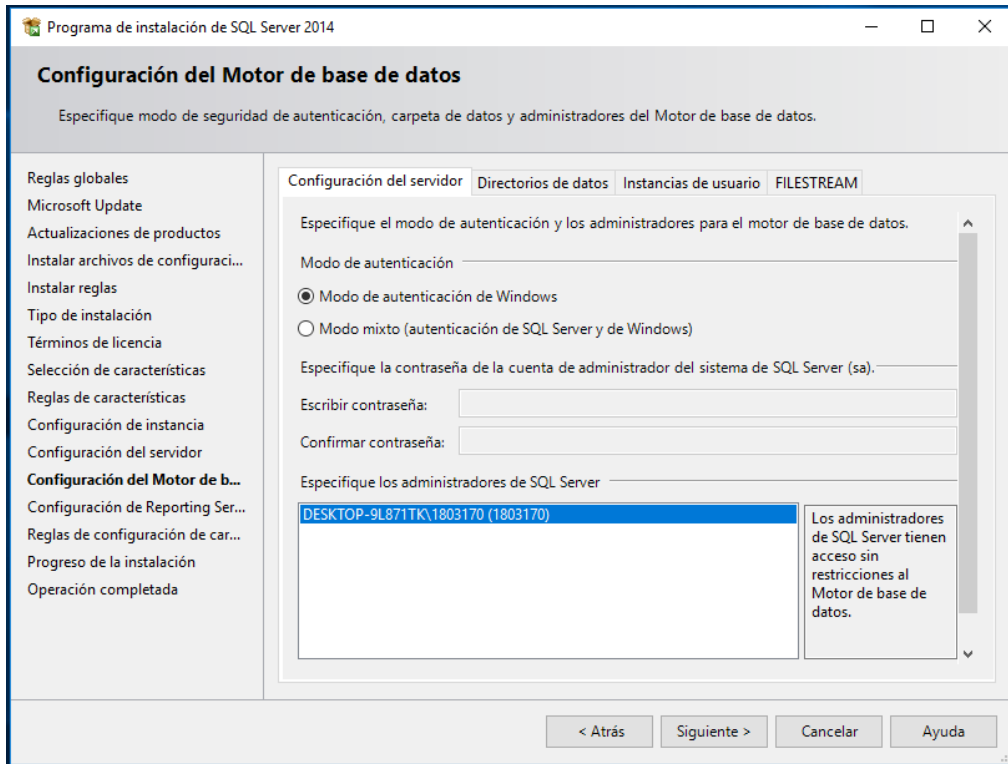 Programa de instalación de SQL Server 2014
Configuración del Motor de base de datos
Especifique modo de seguridad de autenticación, carpeta de datos y administradores del Motor de base de datos.
Reglas globales
Microsoft Update
Actualizaciones de productos
Instalar archivos de configuraci...
Instalar reglas
Tipo de instalación
Términos de licencia
Selección de características
Reglas de características
Configuración de instancia
Configuración del servidor
Configuración del Motor de b...
Configuración de Reporting Ser...
Reglas de configuración de car...
Progreso de la instalación
Operación completada
Configuración del servidor Directorios de datos Instancias de usuario FILESTREAM
Especifique el modo de autenticación y los administradores para el motor de base de datos.
Modo de autenticación
Modo de autenticación de Windows
Modo mixto (autenticación de SQL Server y de Windows)
Especifique la contraseña de la cuenta de administrador del sistema de SQL Server (sa).
Escribir contraseña:
Confirmar contraseña:
Especifique los administradores de SQL Server
DESKTOP-9L871TK\1803170 (1803170)
Los administradores
de SQL Server tienen
acceso sin
restricciones al
Motor de base de
datos.
< Atrás Siguiente > Cancelar Ayuda